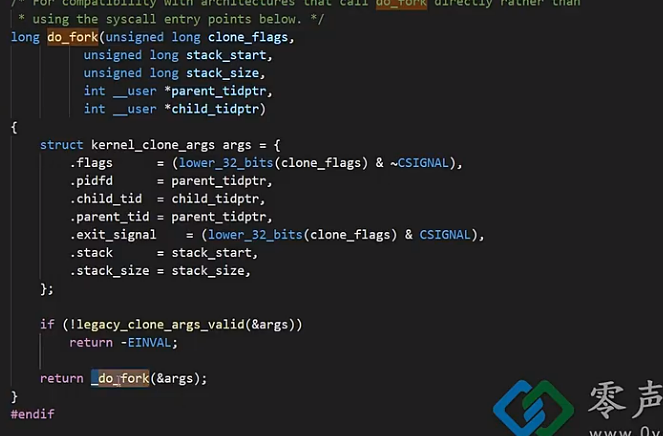 /* For compatibility with architectures that call do_fork directly rather than
 * using the syscall entry points below. */
long do_fork(unsigned long clone_flags,
          unsigned long stack_start,
          unsigned long stack_size,
          int __user *parent_tidptr,
          int __user *child_tidptr)
{
    struct kernel_clone_args args = {
        .flags      = (lower_32_bits(clone_flags) & ~CSIGNAL),
        .pidfd      = parent_tidptr,
        .child_tid  = child_tidptr,
        .parent_tid = parent_tidptr,
        .exit_signal    = (lower_32_bits(clone_flags) & CSIGNAL),
        .stack      = stack_start,
        .stack_size = stack_size,
    };

    if (!legacy_clone_args_valid(&args))
        return -EINVAL;

    return _do_fork(&args);
}
#endif
零声